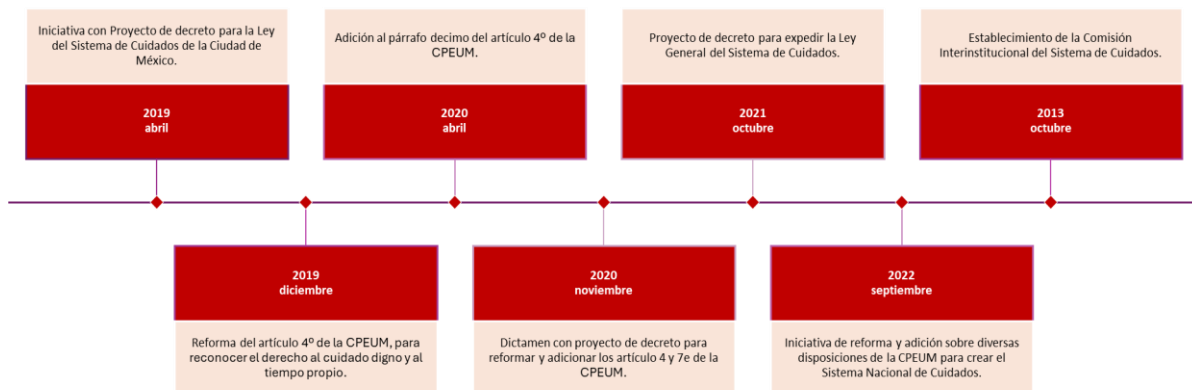 Iniciativa con Proyecto de decreto para la Ley
del Sistema de Cuidados de la Ciudad de
México.
2019
abril
Adición al párrafo decimo del artículo 4º de la
CPEUM.
2020
abril
Proyecto de decreto para expedir la Ley
General del Sistema de Cuidados.
2021
octubre
Establecimiento de la Comisión
Interinstitucional del Sistema de Cuidados.
2013
octubre
2019
diciembre
Reforma del artículo 4º de la CPEUM, para
reconocer el derecho al cuidado digno y al
tiempo propio.
2020
noviembre
Dictamen con proyecto de decreto para
reformar y adicionar los artículo 4 y 7e de la
CPEUM.
2022
septiembre
Iniciativa de reforma y adición sobre diversas
disposiciones de la CPEUM para crear el
Sistema Nacional de Cuidados.